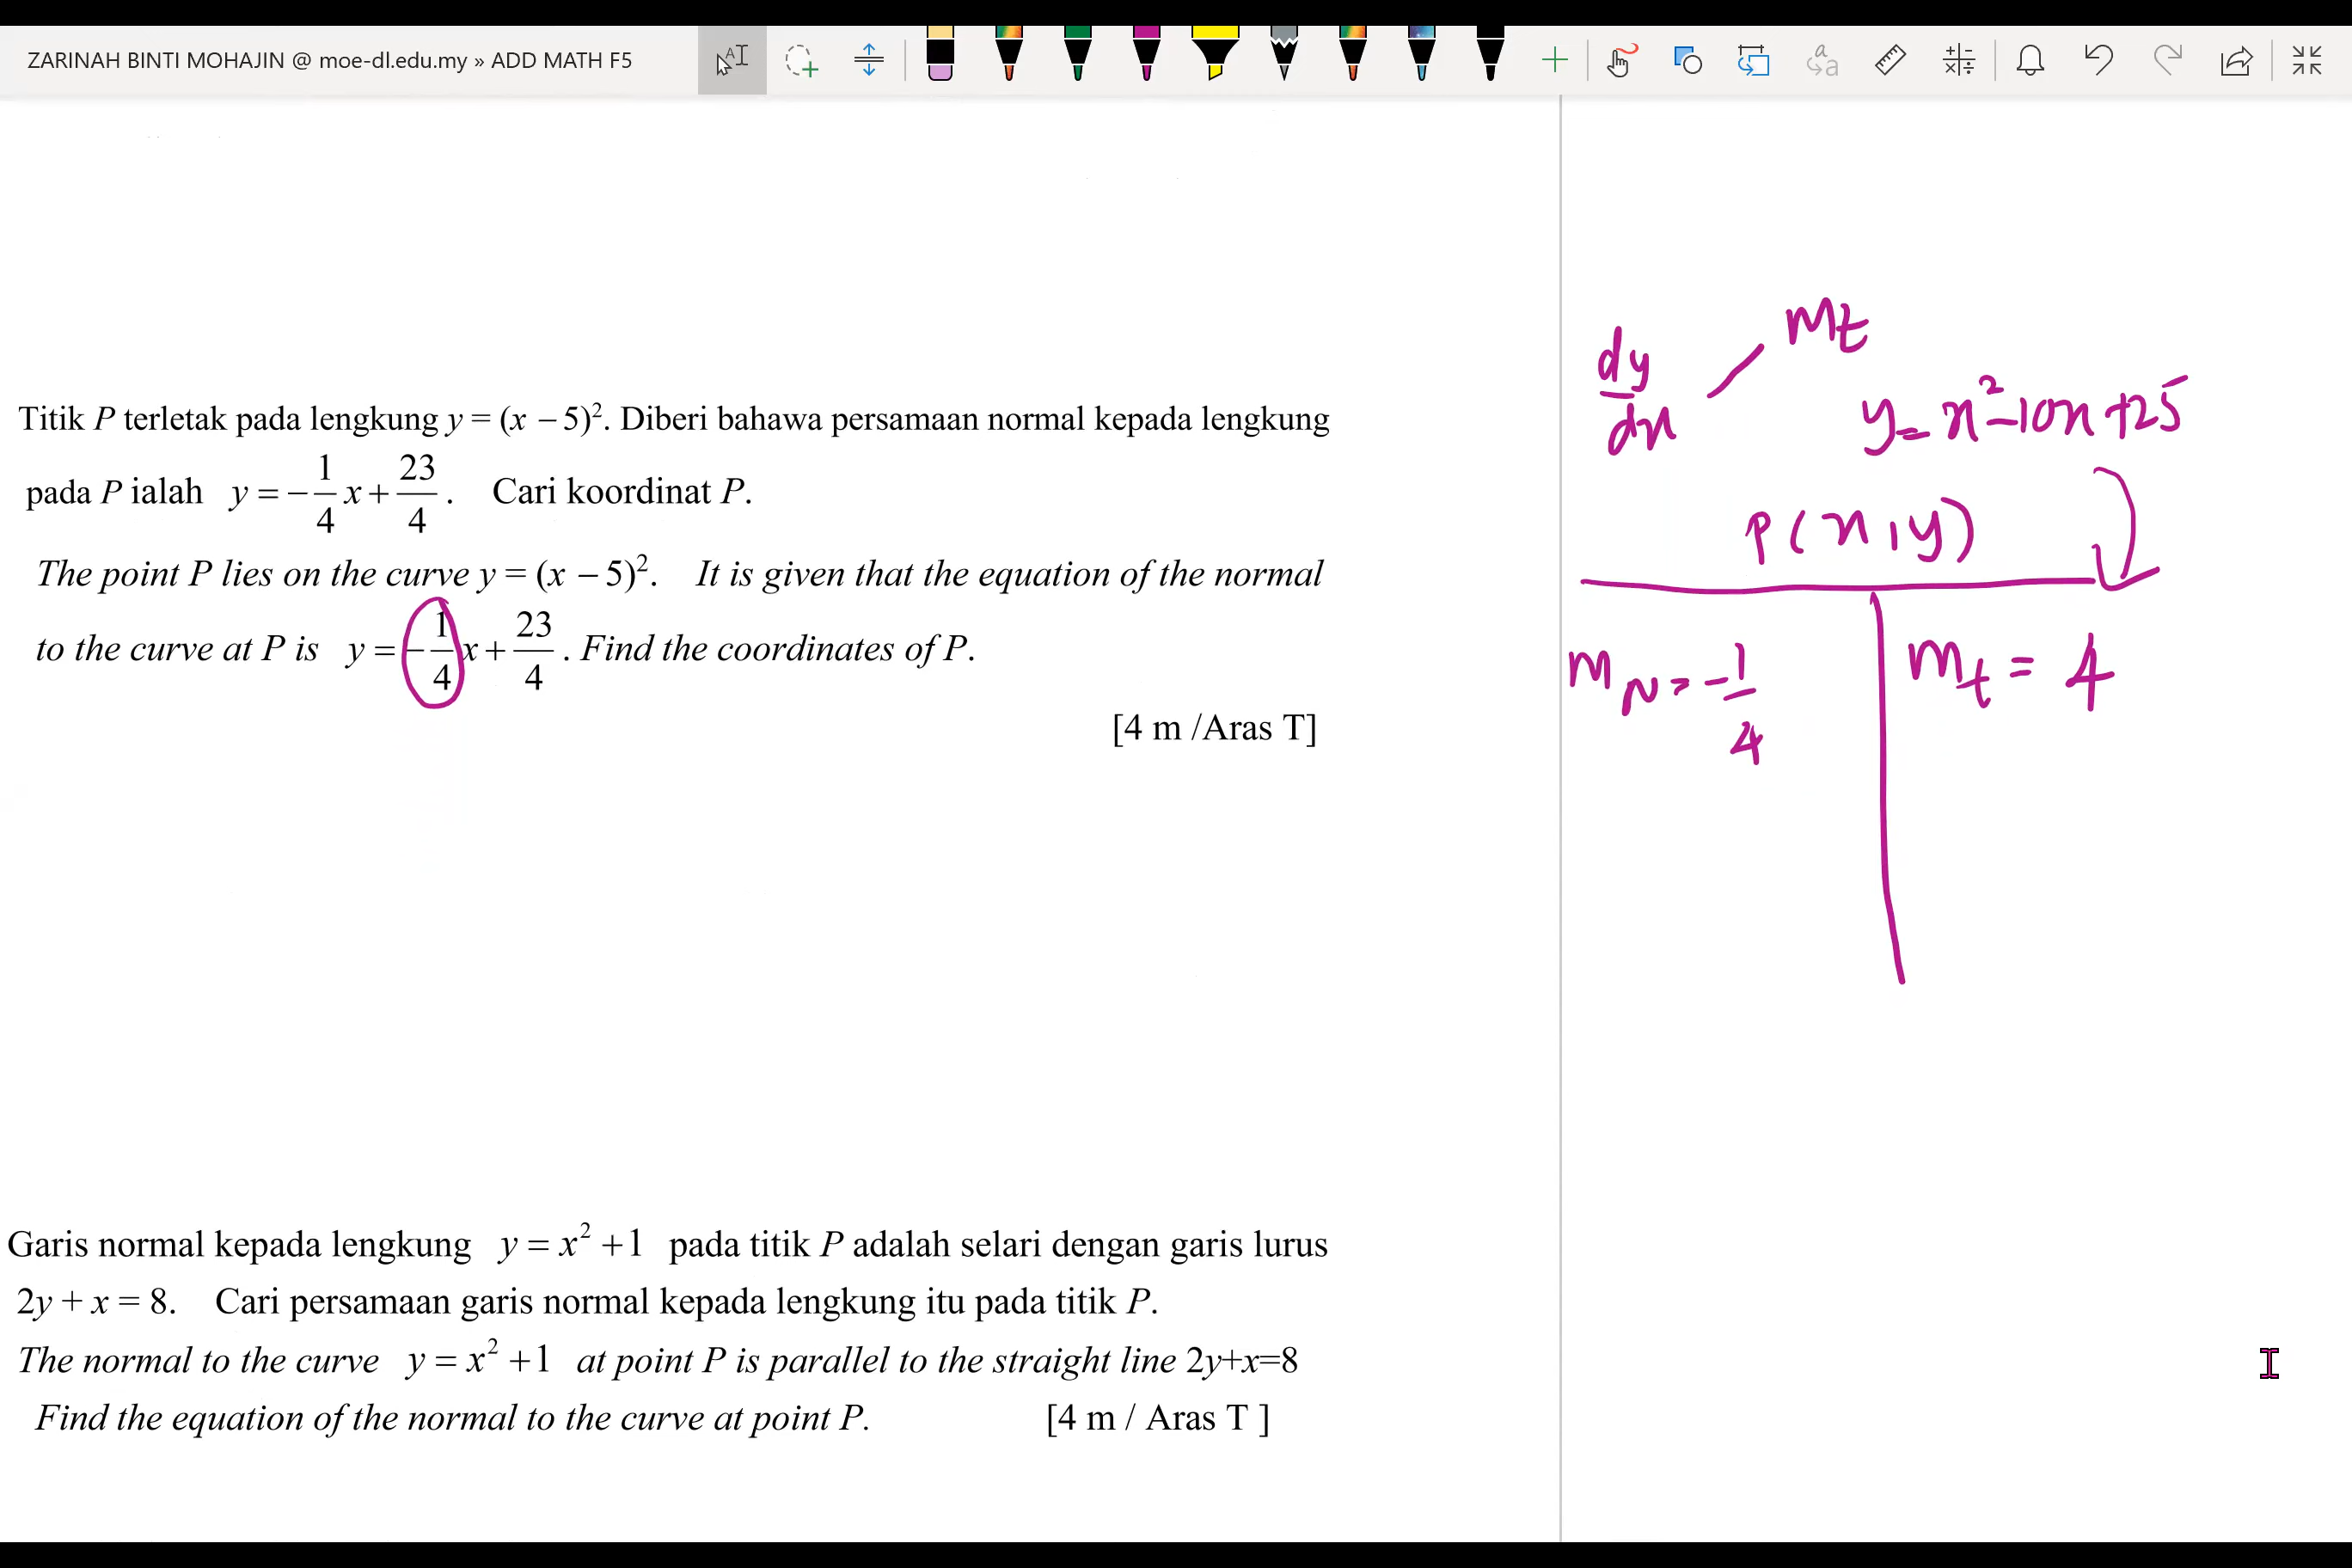 ZARINAH BINTI MOHAJIN @ moe-dl.edu.my » ADD MATH F5
Titik P terletak pada lengkung y = (x − 5)². Diberi bahawa persamaan normal kepada lengkung
pada P ialah y = −1/4 x + 23/4 . Cari koordinat P.
The point P lies on the curve y = (x − 5)². It is given that the equation of the normal
to the curve at P is y = −1/4 x + 23/4 . Find the coordinates of P.
[4 m /Aras T]
Garis normal kepada lengkung y = x² +1 pada titik P adalah selari dengan garis lurus
2y + x = 8. Cari persamaan garis normal kepada lengkung itu pada titik P.
The normal to the curve y = x² +1 at point P is parallel to the straight line 2y+x=8
Find the equation of the normal to the curve at point P. [4 m / Aras T ]
dy/dx
mt
y = x² − 10x + 25
P(x, y)
mN = −1/4
mt = 4